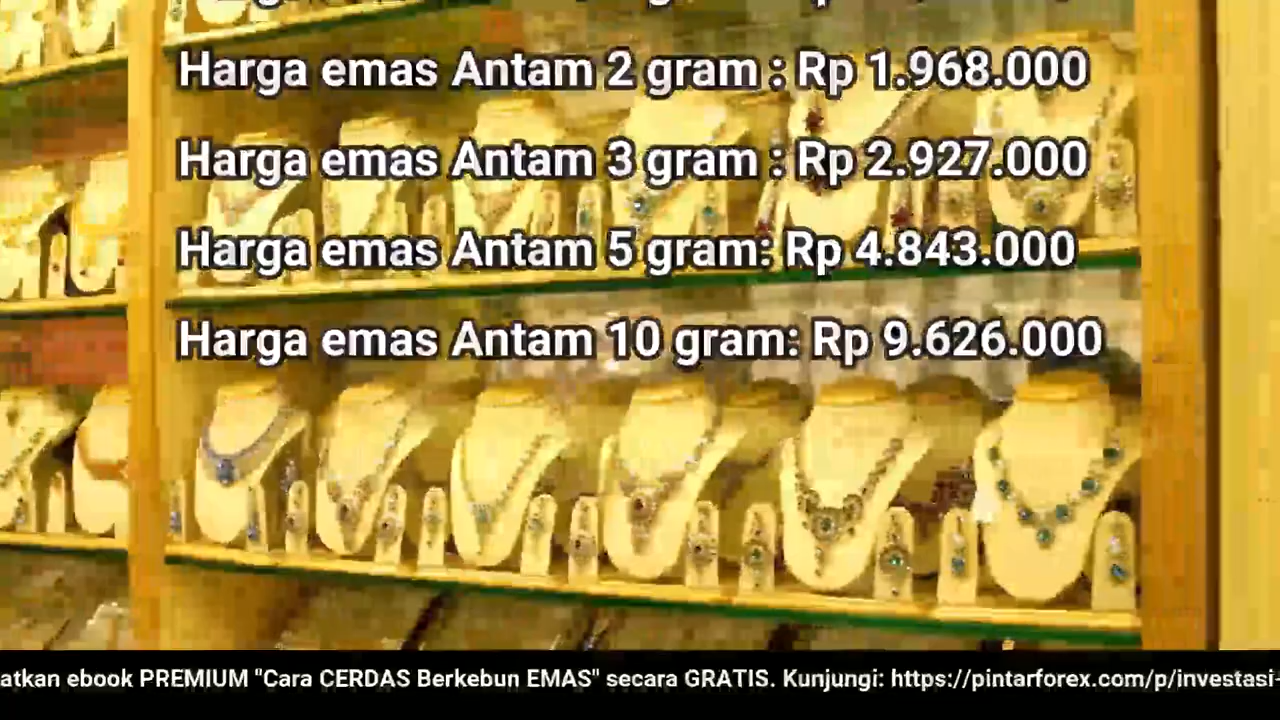 Harga emas Antam 2 gram : Rp 1.968.000
Harga emas Antam 3 gram : Rp 2.927.000
Harga emas Antam 5 gram: Rp 4.843.000
Harga emas Antam 10 gram: Rp 9.626.000
atkan ebook PREMIUM "Cara CERDAS Berkebun EMAS" secara GRATIS. Kunjungi: https://pintarforex.com/p/investasi-